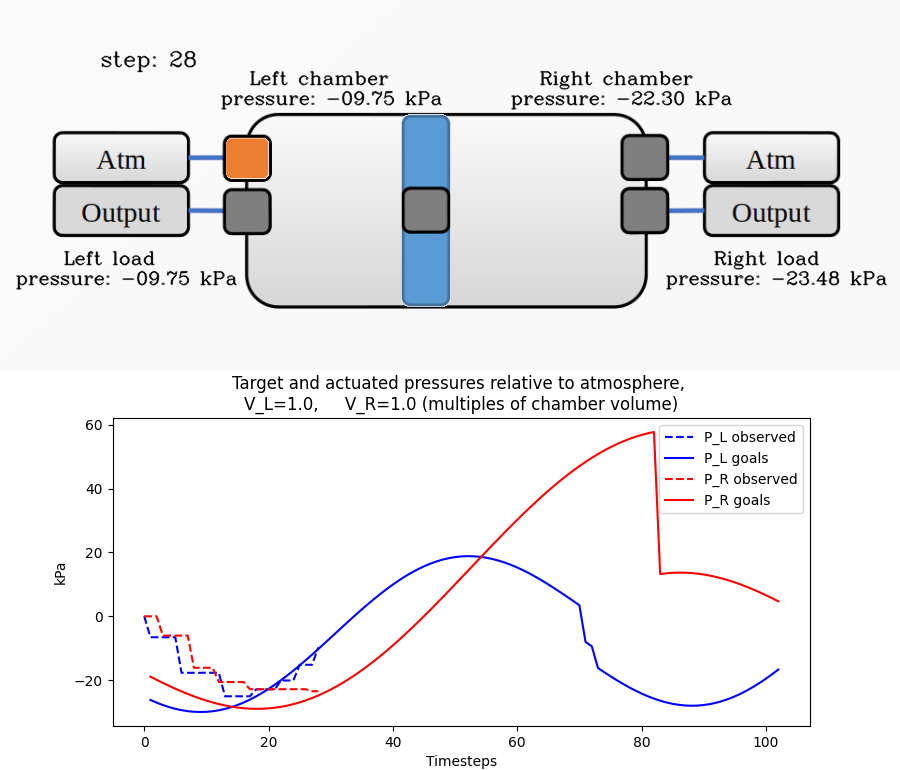 step: 28
Left chamber
pressure: −09.75 kPa
Right chamber
pressure: −22.30 kPa
Atm
Output
Atm
Output
Left load
pressure: −09.75 kPa
Right load
pressure: −23.48 kPa
Target and actuated pressures relative to atmosphere,
V_L=1.0, V_R=1.0 (multiples of chamber volume)
P_L observed
P_L goals
P_R observed
P_R goals
60
40
20
0
−20
kPa
0 20 40 60 80 100
Timesteps